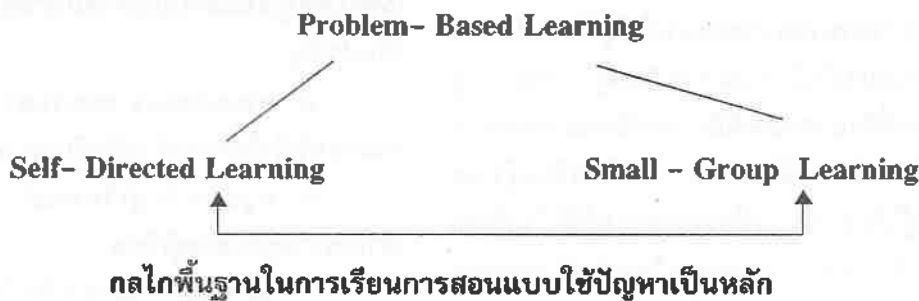 Problem- Based Learning
Self- Directed Learning Small - Group Learning
กลไกพื้นฐานในการเรียนการสอนแบบใช้ปัญหาเป็นหลัก